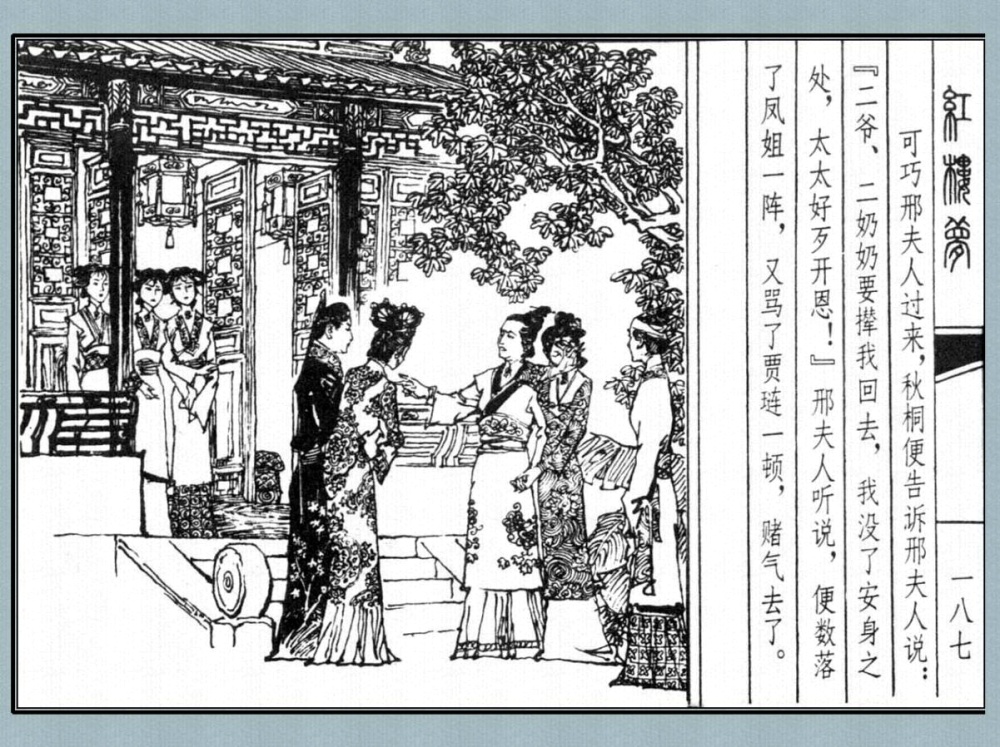 紅樓夢
一八七
可巧邢夫人过来，秋桐便告诉邢夫人说：
『二爷、二奶奶要撵我回去，我没了安身之
处，太太好歹开恩！』邢夫人听说，便数落
了凤姐一阵，又骂了贾琏一顿，赌气去了。